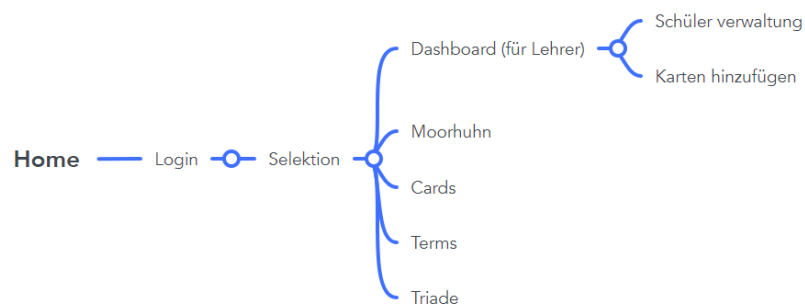 Home
Login
Selektion
Dashboard (für Lehrer)
Schüler verwaltung
Karten hinzufügen
Moorhuhn
Cards
Terms
Triade